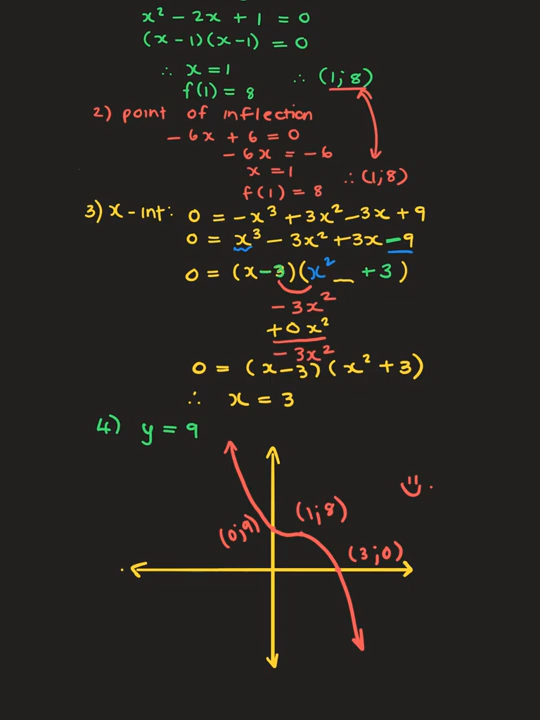 x² - 2x + 1 = 0
(x-1)(x-1) = 0
∴ x = 1 ∴ (1;8)
f(1) = 8
2) point of inflection
- 6x + 6 = 0
- 6x = - 6
x = 1
f(1) = 8 ∴ (1;8)
3) x-int: 0 = -x³ + 3x² - 3x + 9
0 = x³ - 3x² + 3x - 9
0 = (x-3)(x² _ + 3)
- 3x²
+ 0x²
- 3x²
0 = (x-3)(x² + 3)
∴ x = 3
4) y = 9
(0;9) (1;8)
(3;0)